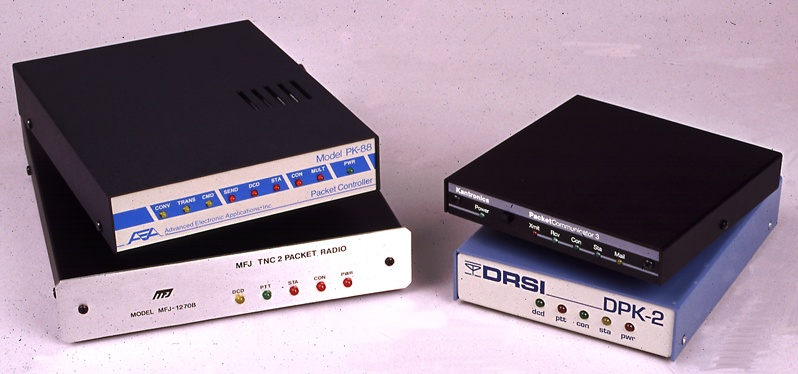 Model PK-88
CONV TRANS CMD SEND DCD STA CON MULT PWR
Packet Controller
AEA Advanced Electronic Applications, Inc
MFJ TNC 2 PACKET RADIO
MFJ
DCD PTT STA CON PWR
MODEL MFJ-1270B
Kantronics PacketCommunicator 3
Power Xmit Rcv Con Sta Mail
DRSI DPK-2
dcd ptt con sta pwr